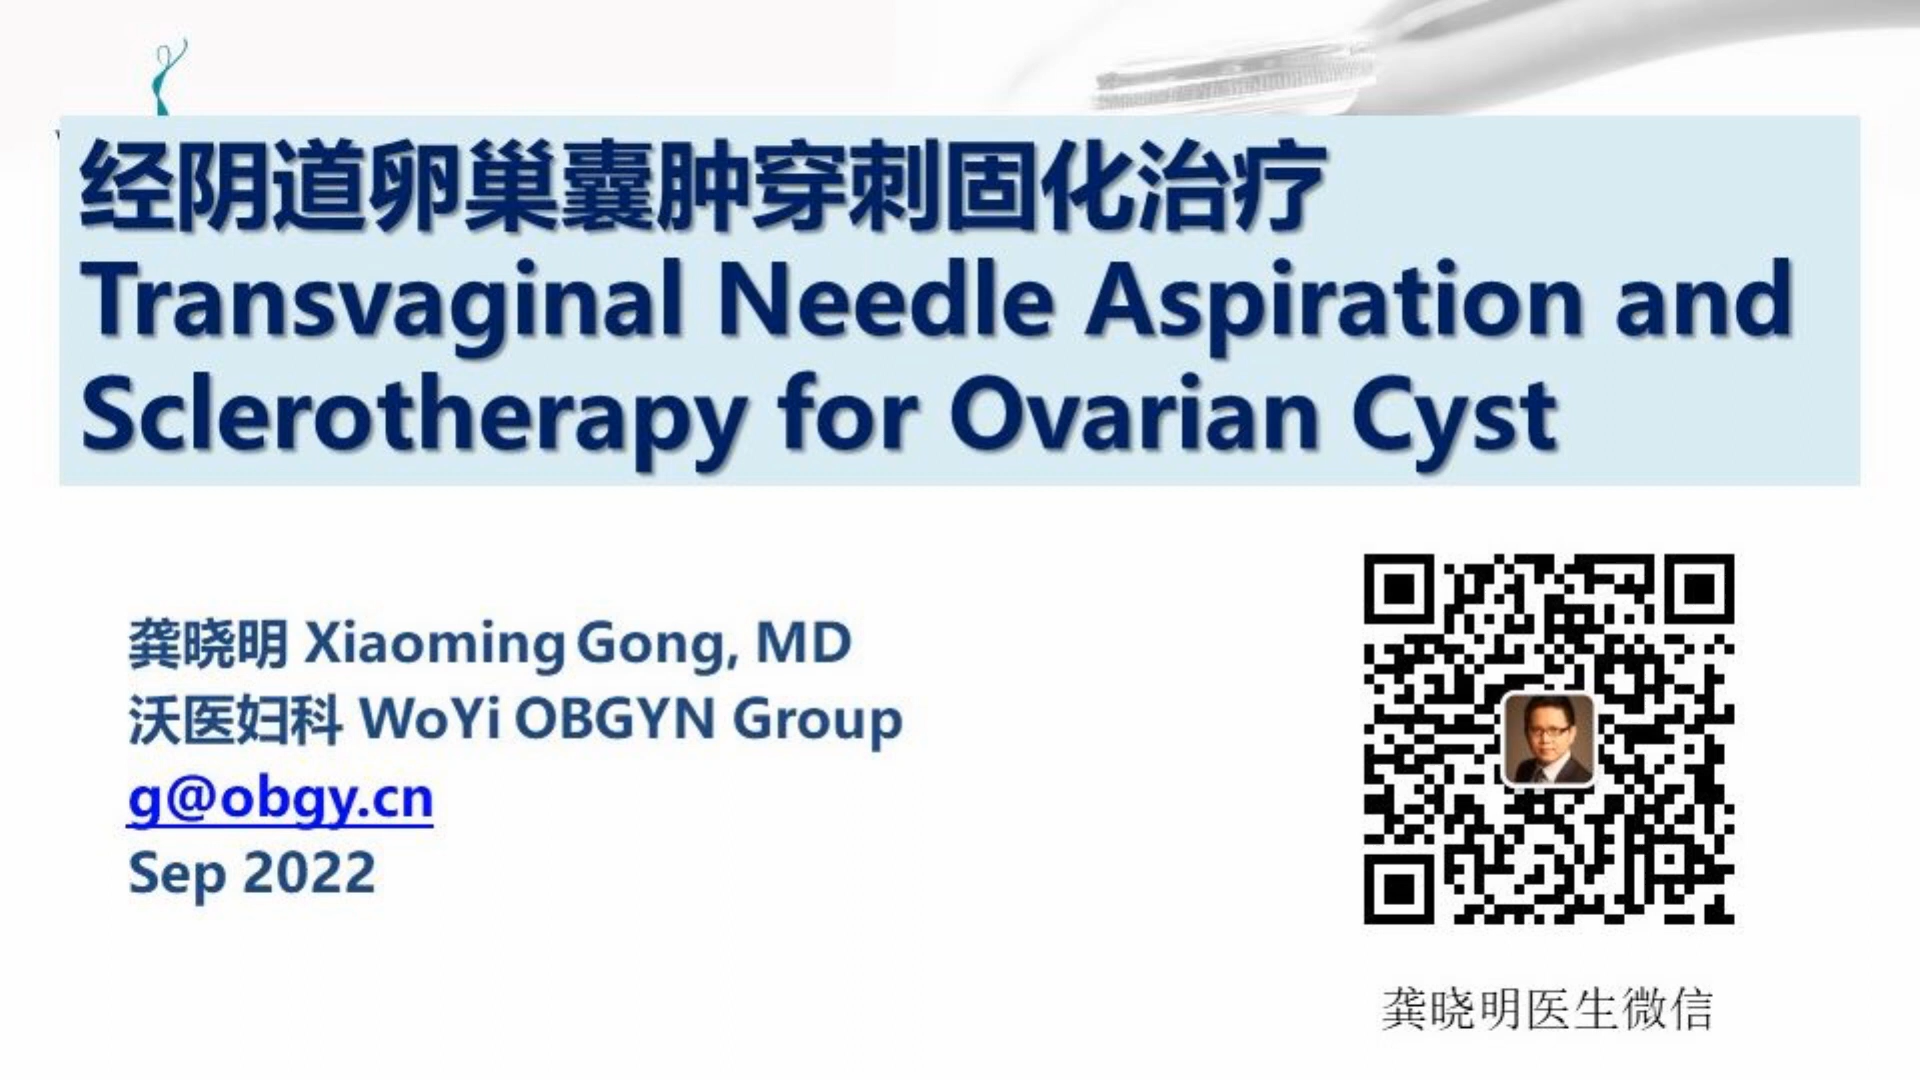 经阴道卵巢囊肿穿刺固化治疗
Transvaginal Needle Aspiration and
Sclerotherapy for Ovarian Cyst
龚晓明 Xiaoming Gong, MD
沃医妇科 WoYi OBGYN Group
g@obgy.cn
Sep 2022
龚晓明医生微信